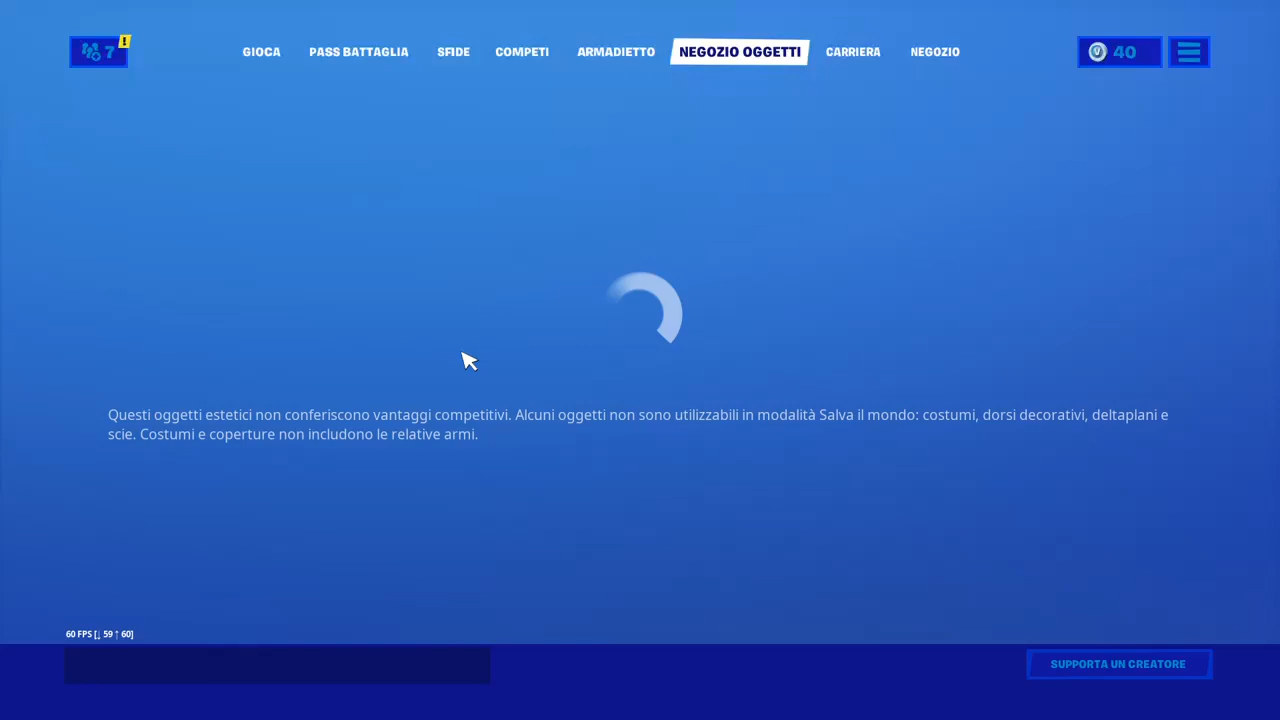 7
!
GIOCA PASS BATTAGLIA SFIDE COMPETI ARMADIETTO NEGOZIO OGGETTI CARRIERA NEGOZIO
V 40
Questi oggetti estetici non conferiscono vantaggi competitivi. Alcuni oggetti non sono utilizzabili in modalità Salva il mondo: costumi, dorsi decorativi, deltaplani e
scie. Costumi e coperture non includono le relative armi.
60 FPS [↓ 59 ↑ 60]
SUPPORTA UN CREATORE